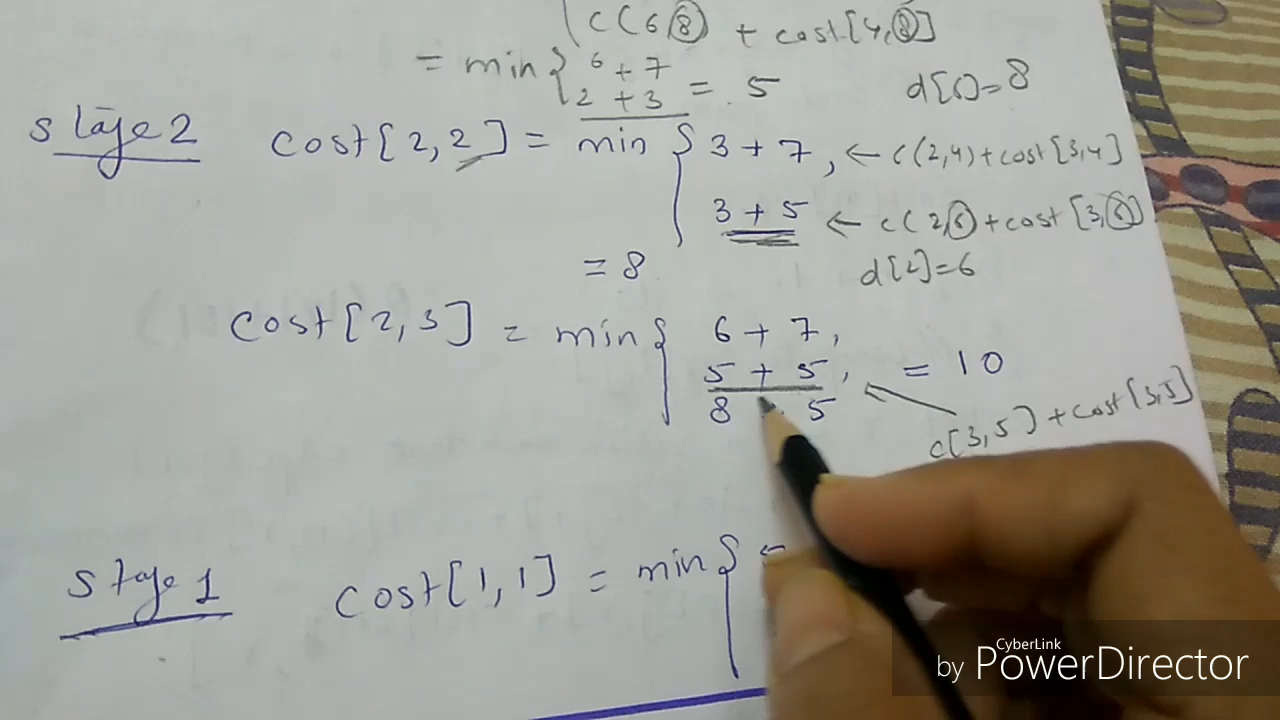 c(6,8) + cost[4,8]
= min{ 6 + 7
2 + 3 = 5 d[6]=8
stage 2 cost[2,2] = min { 3 + 7, ← c(2,4)+cost[3,4]
3 + 5 ← c(2,6)+cost[3,6]
= 8 d[2]=6
cost[2,3] = min{ 6 + 7,
5 + 5, = 10
8 5
c[3,5)+cost[3,5]
stage 1 cost[1,1] = min {
CyberLink
by PowerDirector